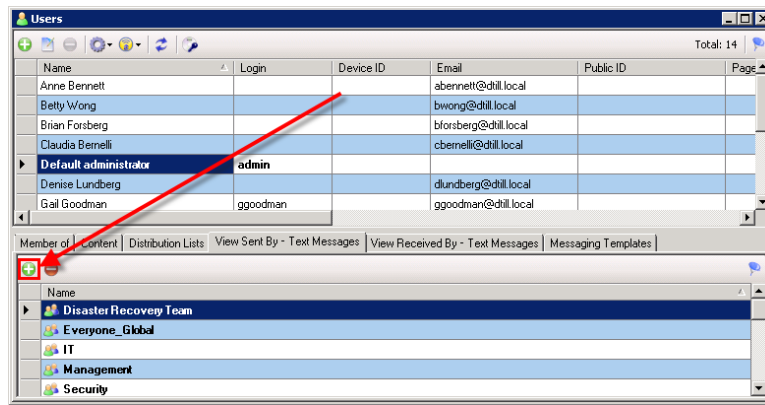 Users
Total: 14
Name Login Device ID Email Public ID Page
Anne Bennett abennett@dtill.local
Betty Wong bwong@dtill.local
Brian Forsberg bforsberg@dtill.local
Claudia Bernelli cbernelli@dtill.local
Default administrator admin
Denise Lundberg dlundberg@dtill.local
Gail Goodman ggoodman ggoodman@dtill.local
Member of Content Distribution Lists View Sent By - Text Messages View Received By - Text Messages Messaging Templates
Name
Disaster Recovery Team
Everyone_Global
IT
Management
Security